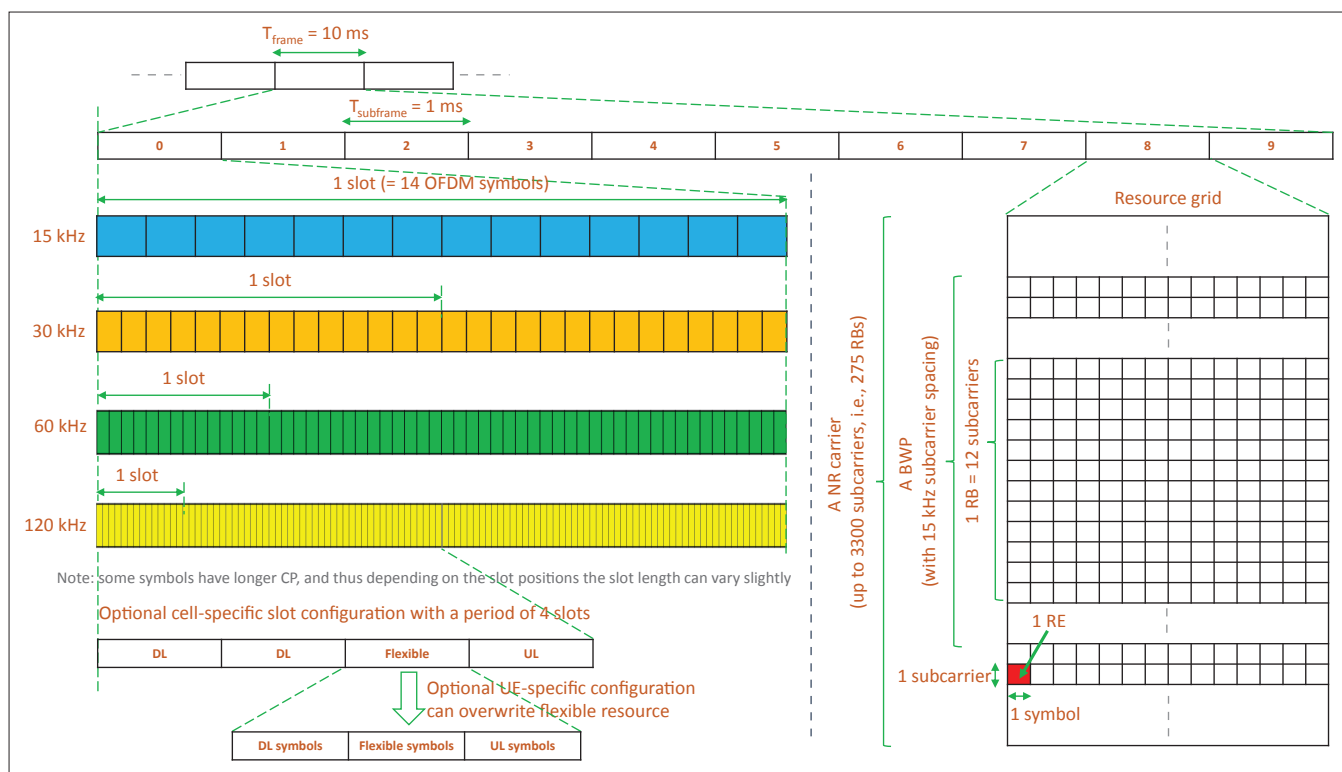 Tframe = 10 ms
Tsubframe = 1 ms
0 1 2 3 4 5 6 7 8 9
1 slot (= 14 OFDM symbols)
15 kHz
1 slot
30 kHz
1 slot
60 kHz
1 slot
120 kHz
Note: some symbols have longer CP, and thus depending on the slot positions the slot length can vary slightly
Optional cell-specific slot configuration with a period of 4 slots
DL DL Flexible UL
Optional UE-specific configuration
can overwrite flexible resource
DL symbols Flexible symbols UL symbols
Resource grid
A NR carrier
(up to 3300 subcarriers, i.e., 275 RBs)
A BWP
(with 15 kHz subcarrier spacing)
1 RB = 12 subcarriers
1 RE
1 subcarrier
1 symbol